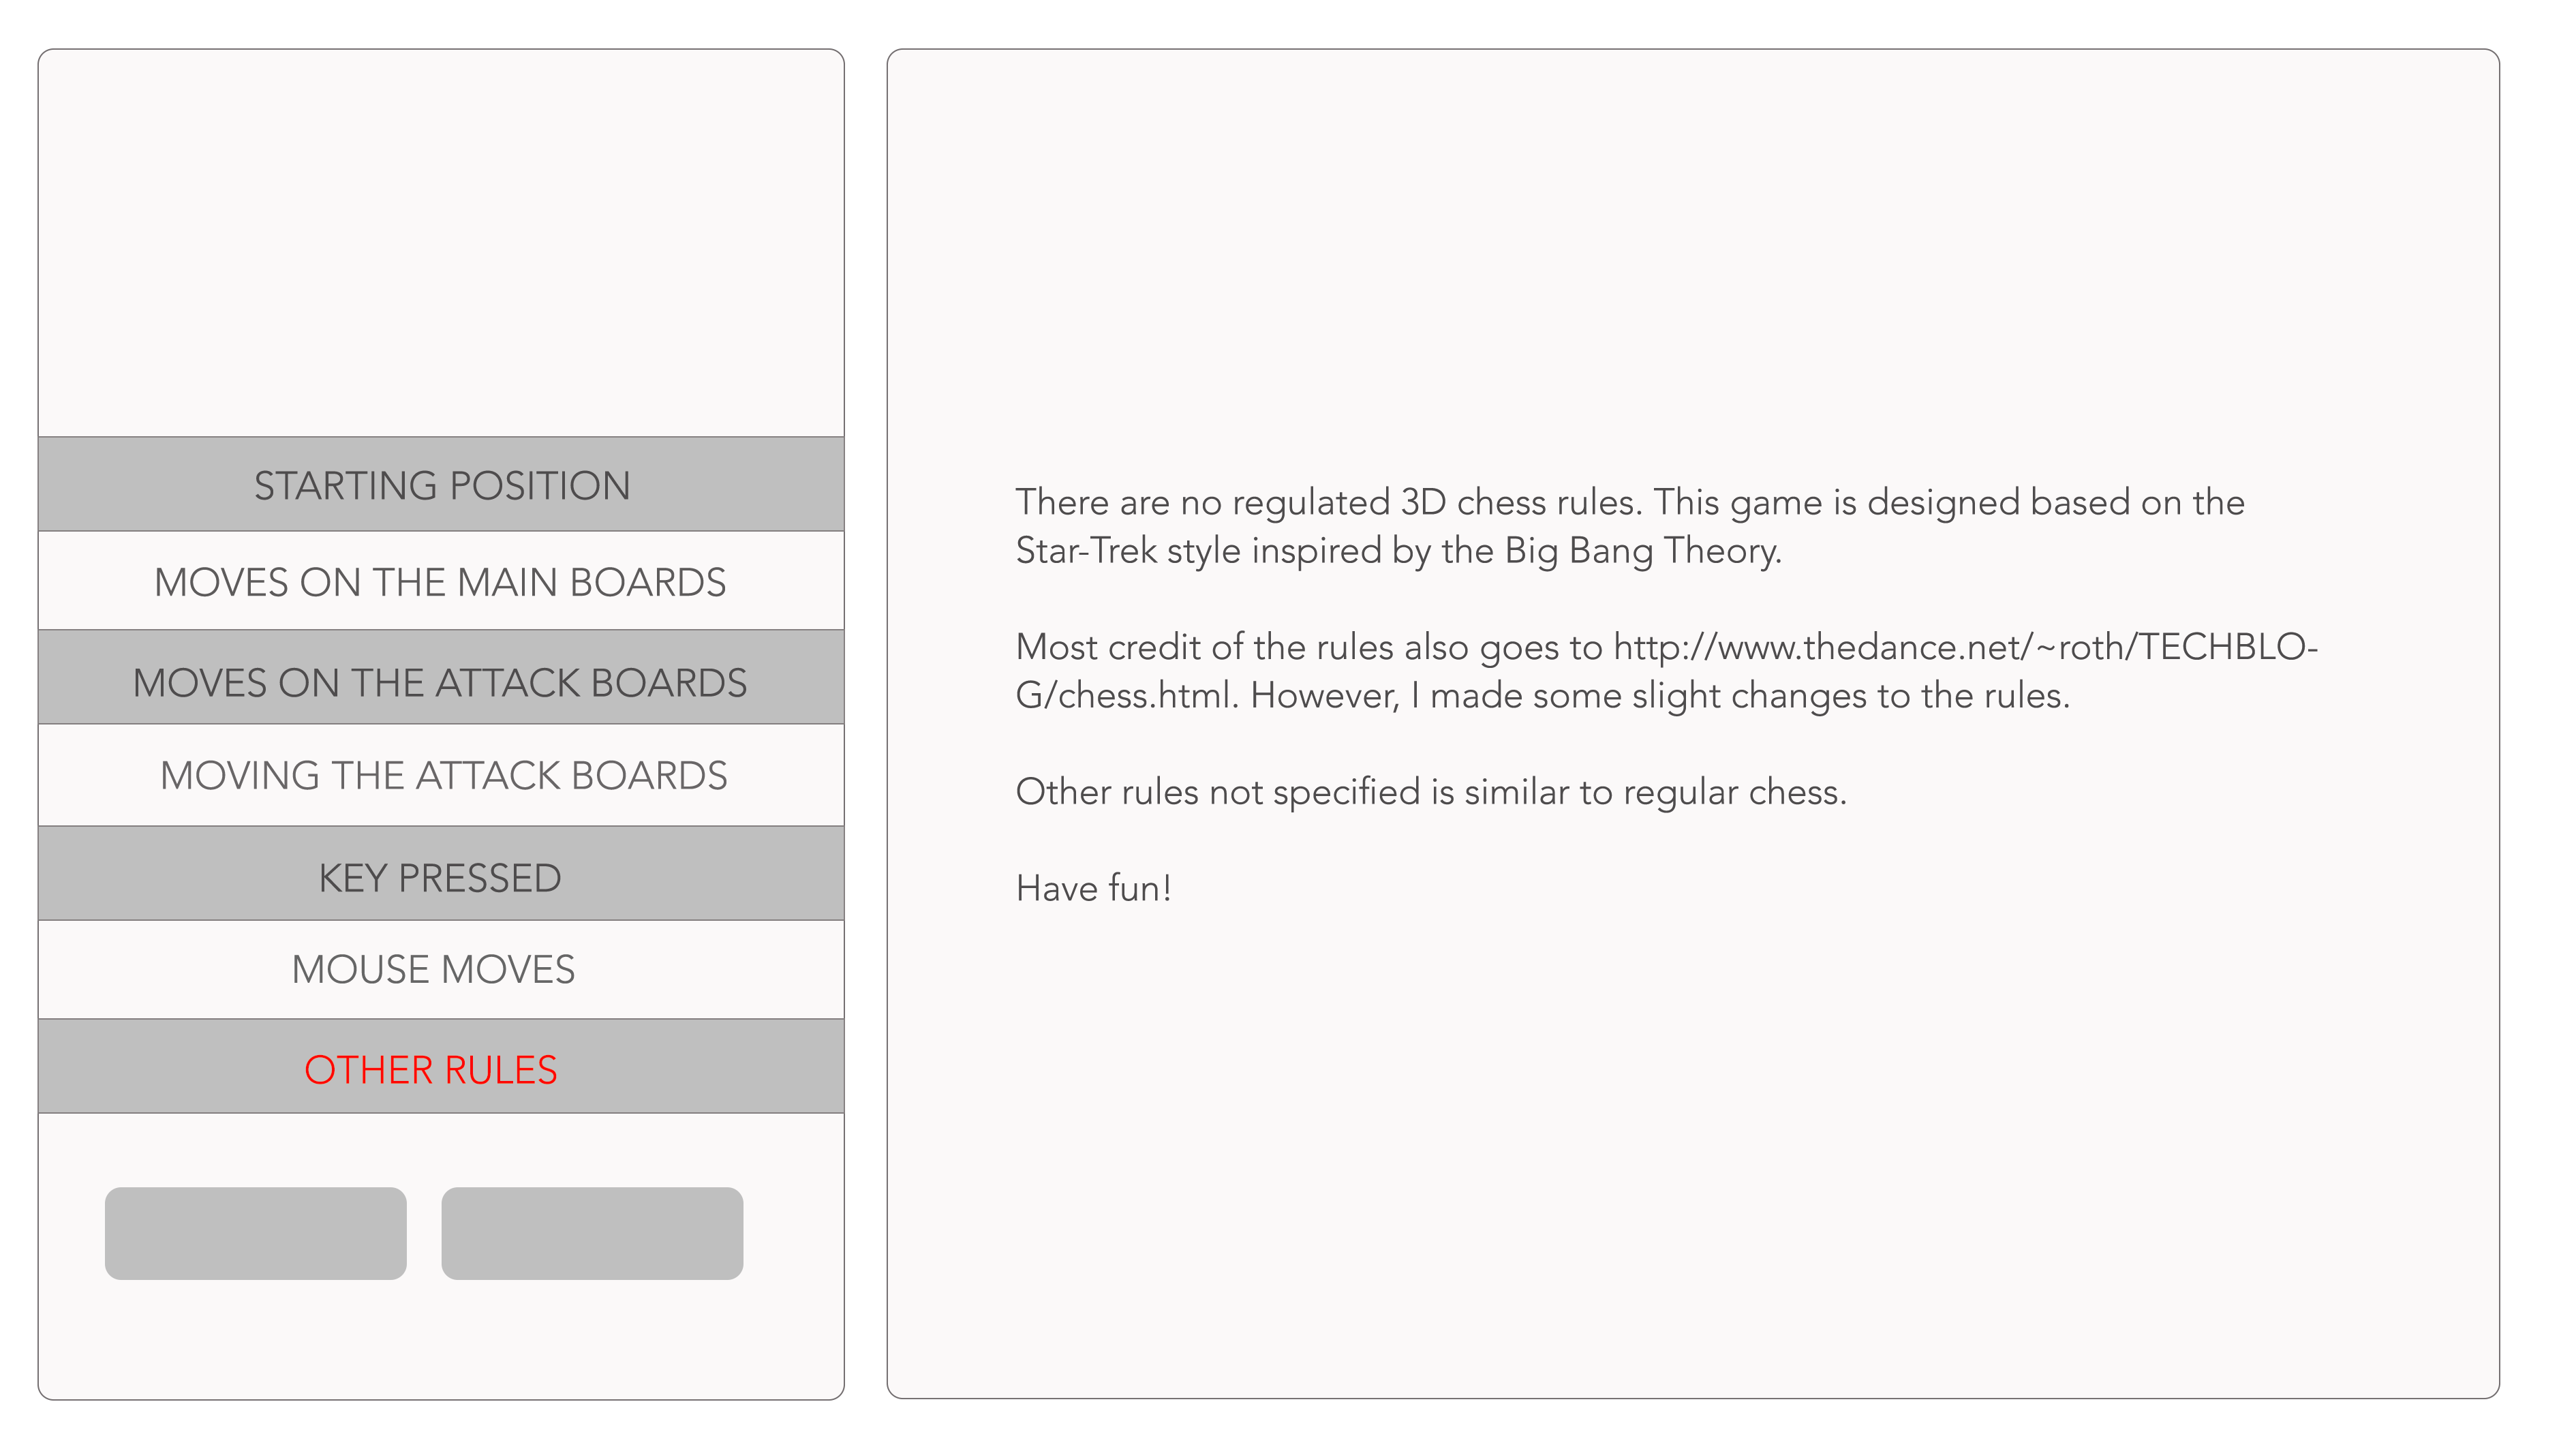 STARTING POSITION
MOVES ON THE MAIN BOARDS
MOVES ON THE ATTACK BOARDS
MOVING THE ATTACK BOARDS
KEY PRESSED
MOUSE MOVES
OTHER RULES
There are no regulated 3D chess rules. This game is designed based on the
Star-Trek style inspired by the Big Bang Theory.
Most credit of the rules also goes to http://www.thedance.net/~roth/TECHBLO-
G/chess.html. However, I made some slight changes to the rules.
Other rules not specified is similar to regular chess.
Have fun!